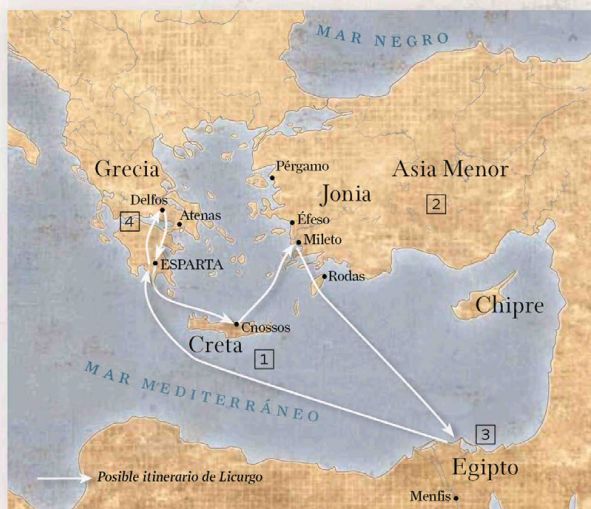 MAR NEGRO
Grecia
Asia Menor
Pérgamo
Jonia
Delfos
2
4
Atenas
Éfeso
Mileto
ESPARTA
Rodas
Chipre
Cnossos
Creta
1
MAR MEDITERRÁNEO
3
Egipto
Posible itinerario de Licurgo
Menfis